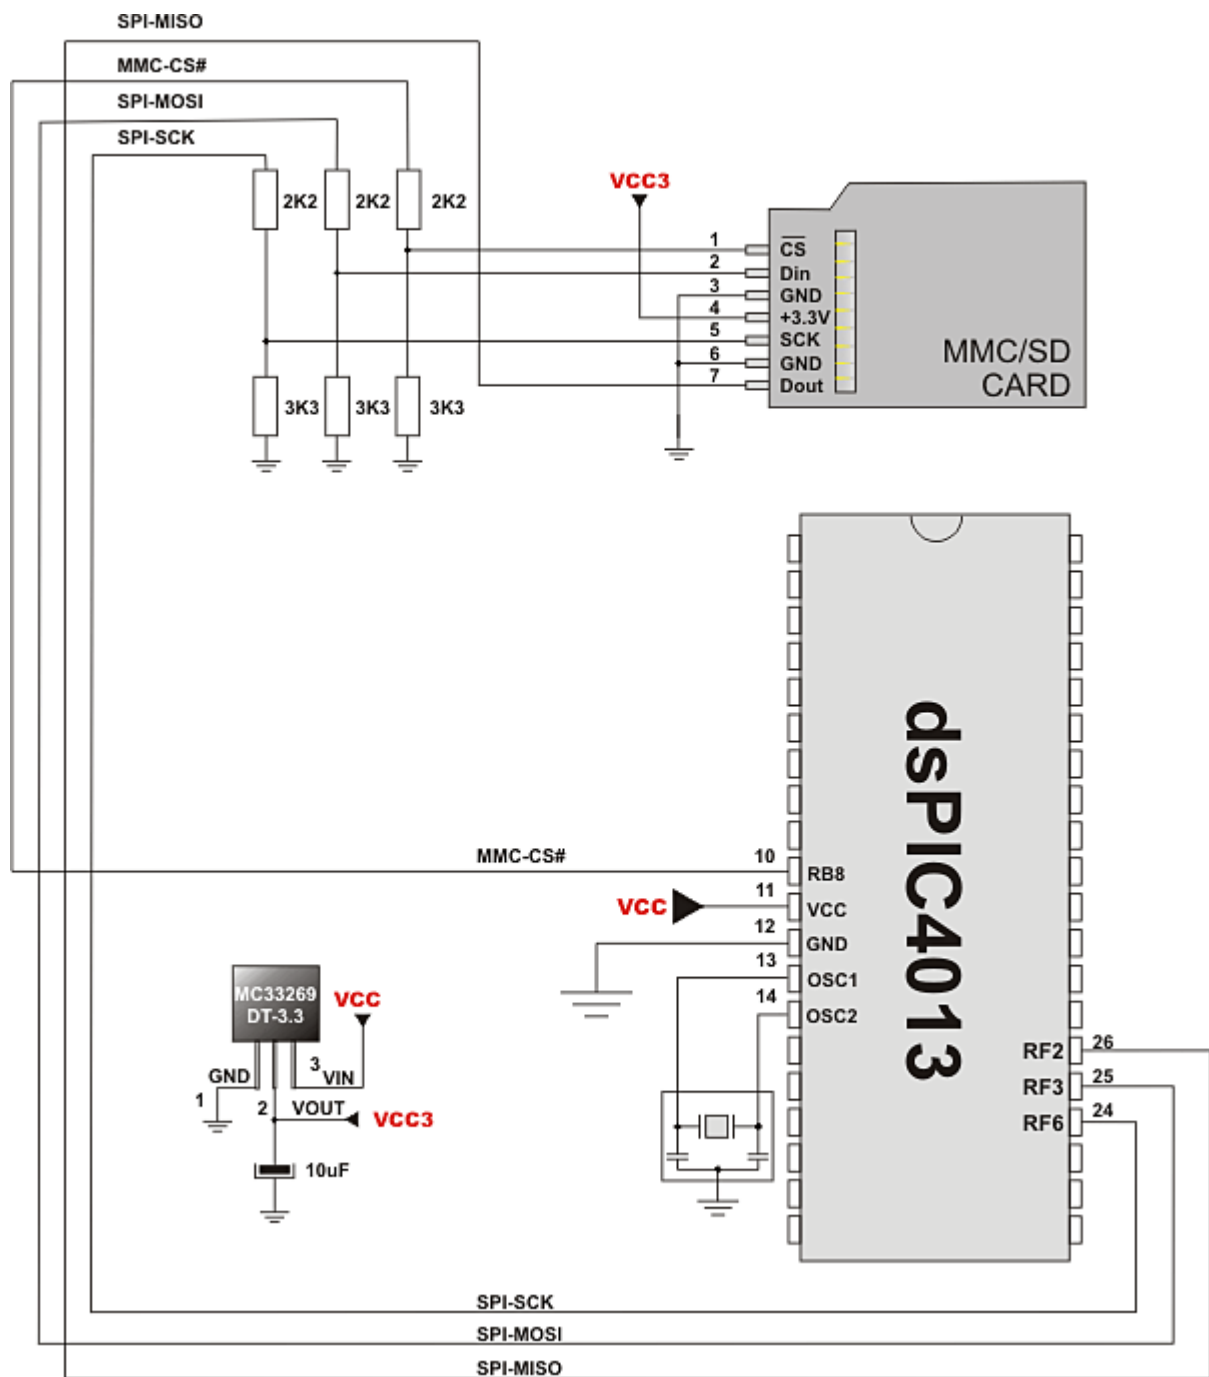 SPI-MISO
MMC-CS#
SPI-MOSI
SPI-SCK
2K2
2K2
2K2
VCC3
1
CS
2
Din
3
GND
4
+3.3V
5
SCK
6
GND
7
Dout
MMC/SD
CARD
3K3
3K3
3K3
dsPIC4013
MMC-CS#
10
RB8
VCC
11
VCC
12
GND
13
OSC1
14
OSC2
MC33269
DT-3.3
VCC
GND
3
VIN
1
2
VOUT
VCC3
10uF
RF2
26
RF3
25
RF6
24
SPI-SCK
SPI-MOSI
SPI-MISO